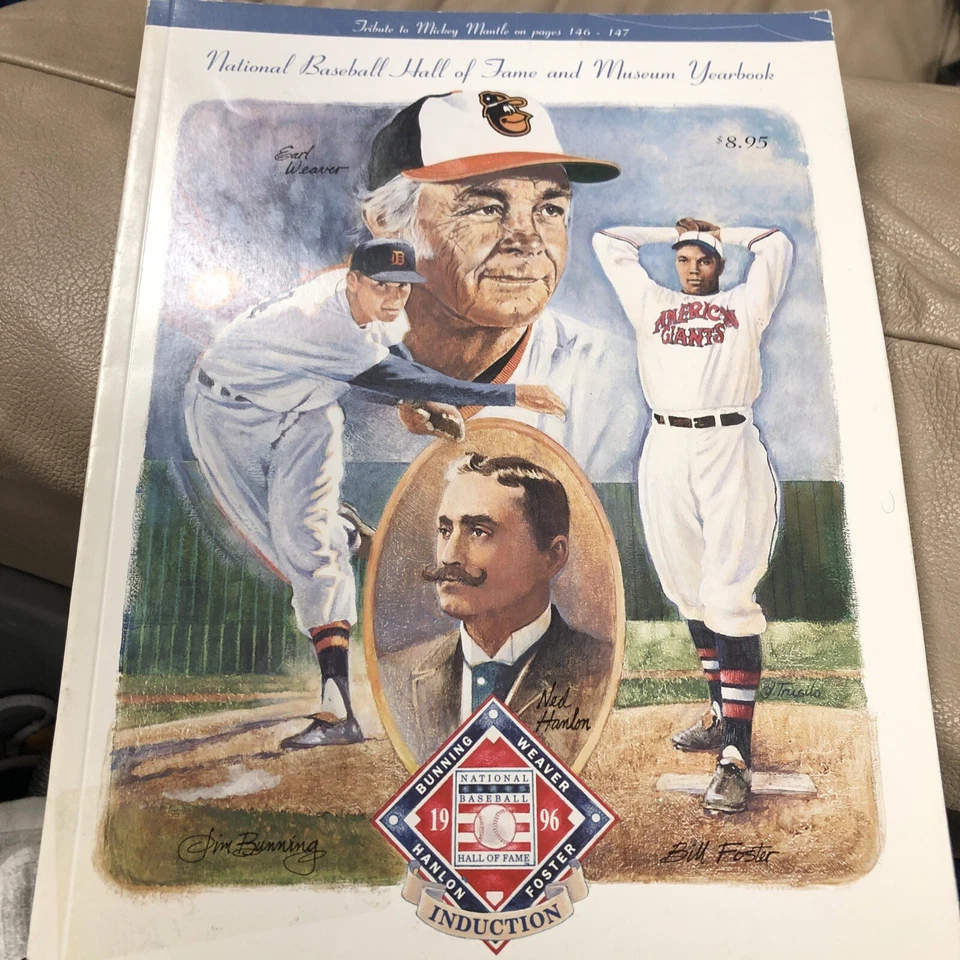 Tribute to Mickey Mantle on pages 146 - 147
National Baseball Hall of Fame and Museum Yearbook
$8.95
Earl
Weaver
D
AMERICAN
GIANTS
Ned
Hanlon
J. Trusilo
BUNNING
WEAVER
NATIONAL
BASEBALL
19 96
HALL OF FAME
HANLON
FOSTER
INDUCTION
Jim Bunning
Bill Foster